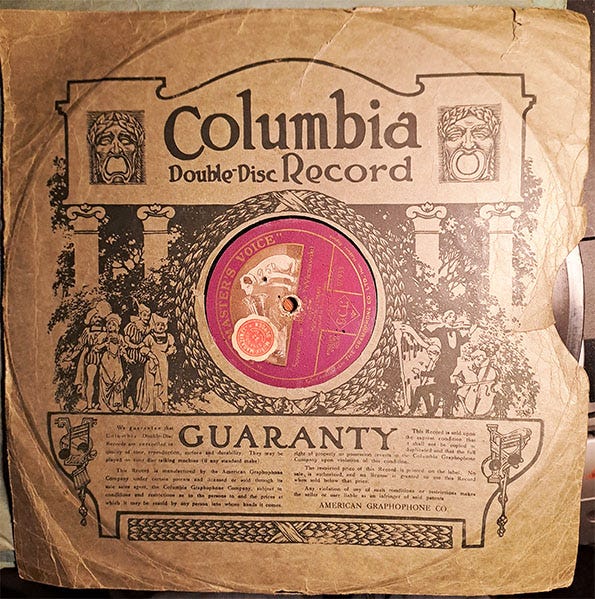 Columbia
Double-Disc Record
MASTER'S VOICE"
GUARANTY
We guarantee that
Columbia Double-Disc
Records are unexcelled in
quality of tone, reproduction, surface and durability. They may be
played on any disc talking machine (if any standard make).
This Record is manufactured by the American Graphophone
Company under certain patents and licensed or sold through its
sole sales agent, the Columbia Graphophone Company, subject to
conditions and restrictions as to the persons to and the prices at
which it may be resold by any person into whose hands it comes.
This Record is sold upon
the express condition that
it shall not be copied or
duplicated and that the full
right of property or possession reverts to the Columbia Graphophone
Company upon violation of this condition.
The restricted price of this Record is printed on the label. No
sale is authorized, and no license is granted to use this Record
when sold below that price.
Any violation of any of such conditions or restrictions makes
the seller or user liable as an infringer of said patents.
AMERICAN GRAPHOPHONE CO.